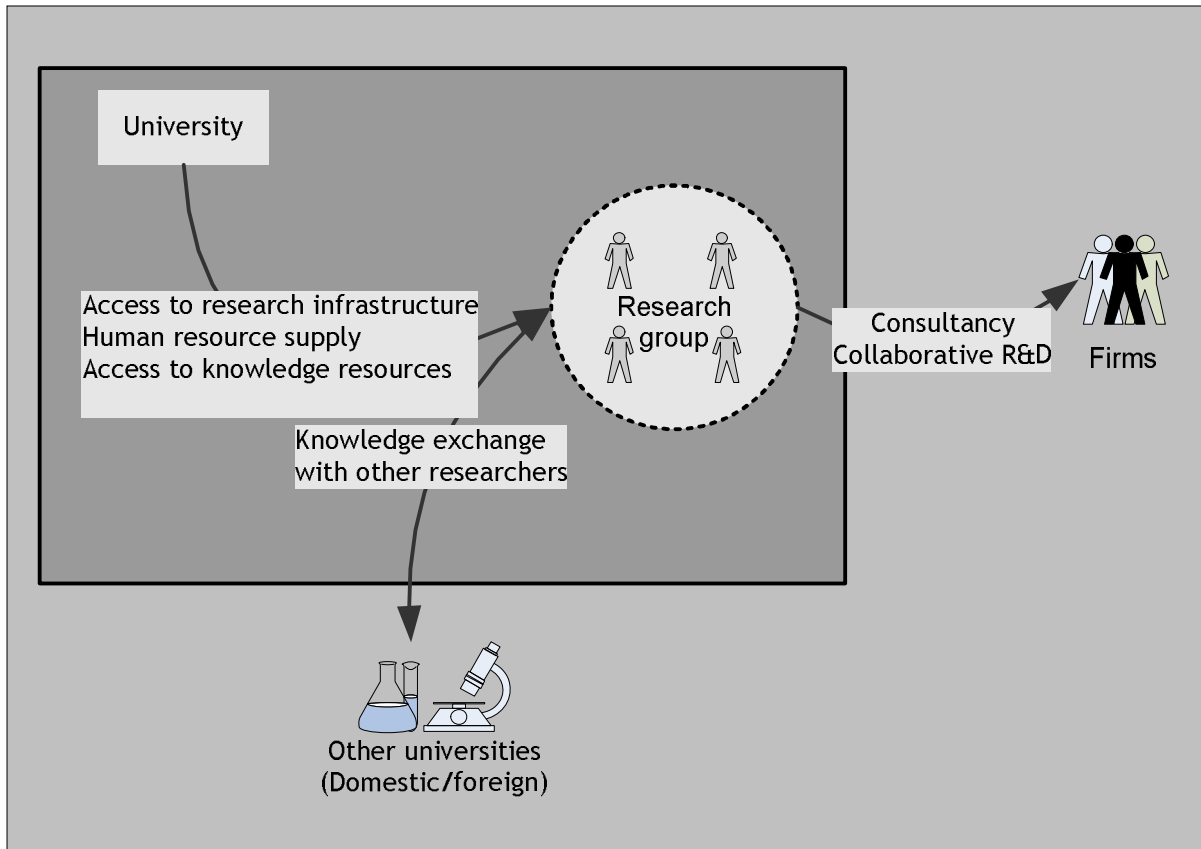 University
Access to research infrastructure
Human resource supply
Access to knowledge resources
Research
group
Knowledge exchange
with other researchers
Consultancy
Collaborative R&D
Firms
Other universities
(Domestic/foreign)